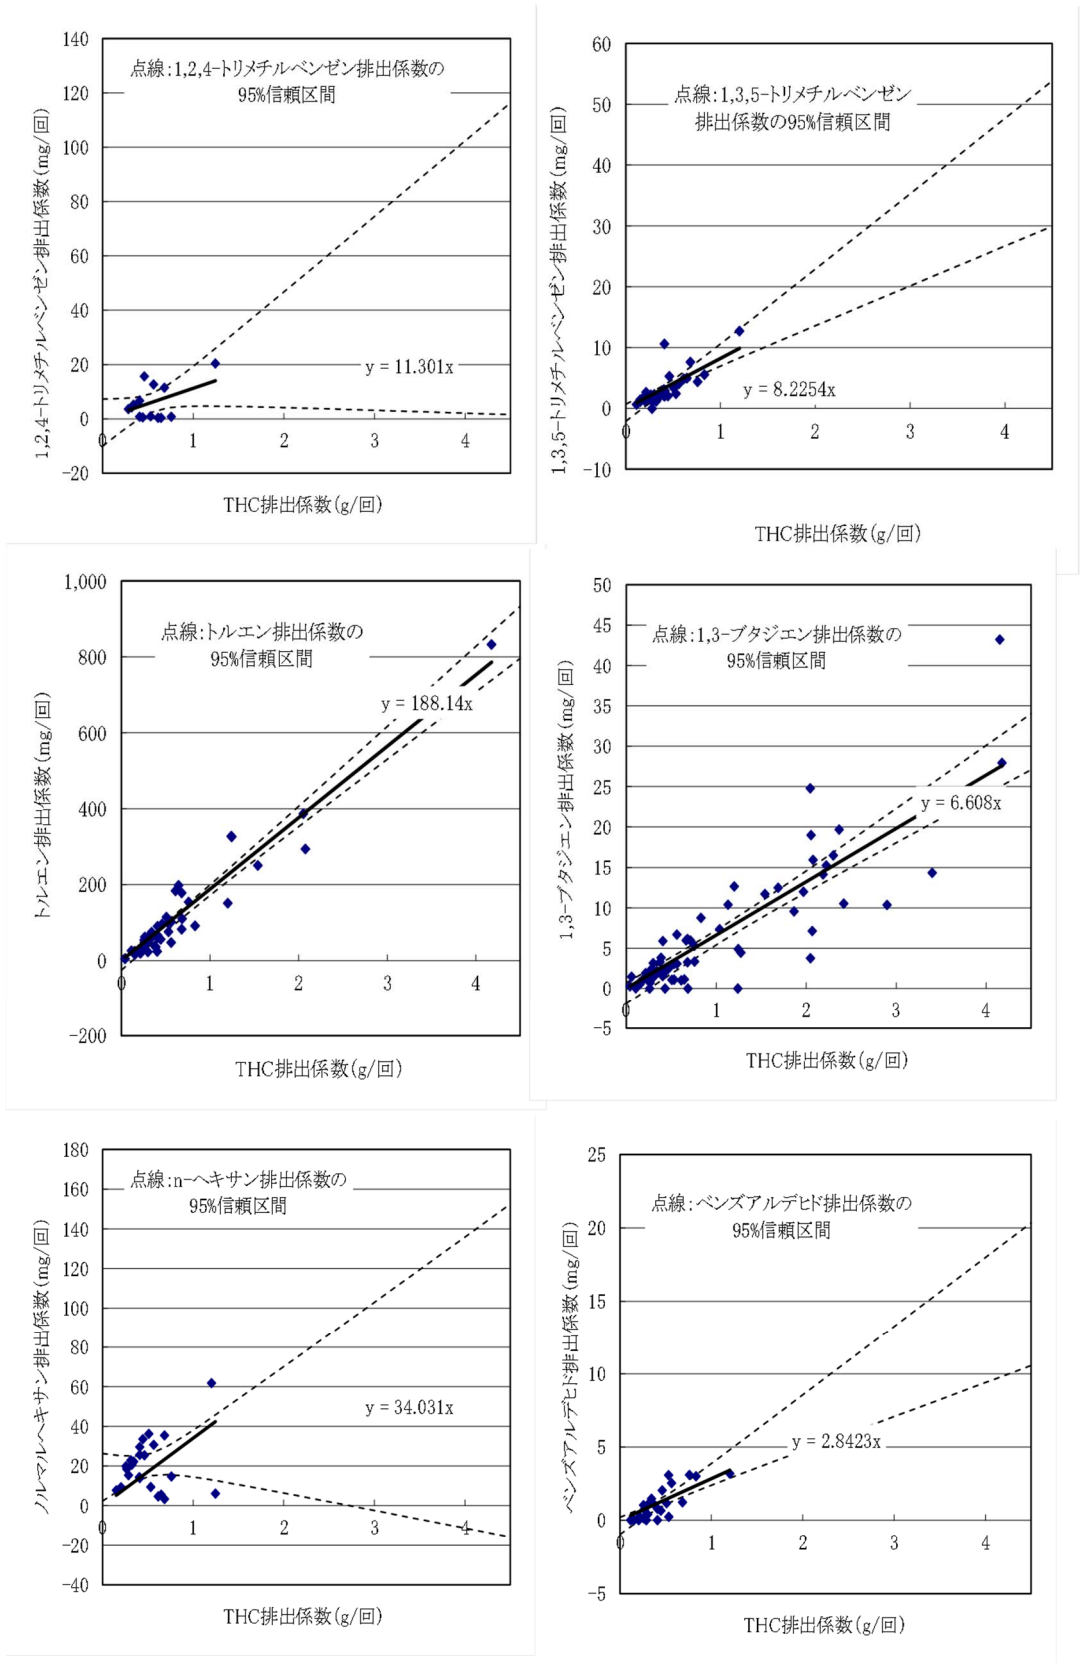 140
120
100
80
60
40
20
0
-20
点線:1,2,4-トリメチルベンゼン排出係数の
95%信頼区間
1,2,4-トリメチルベンゼン排出係数(mg/回)
y = 11.301x
0
1
2
3
4
THC排出係数(g/回)
60
50
40
30
20
10
0
-10
点線:1,3,5-トリメチルベンゼン
排出係数の95%信頼区間
1,3,5-トリメチルベンゼン排出係数(mg/回)
y = 8.2254x
0
1
2
3
4
THC排出係数(g/回)
1,000
800
600
400
200
0
-200
点線:トルエン排出係数の
95%信頼区間
トルエン排出係数(mg/回)
y = 188.14x
0
1
2
3
4
THC排出係数(g/回)
50
45
40
35
30
25
20
15
10
5
0
-5
点線:1,3-ブタジエン排出係数の
95%信頼区間
1,3-ブタジエン排出係数(mg/回)
y = 6.608x
0
1
2
3
4
THC排出係数(g/回)
180
160
140
120
100
80
60
40
20
0
-20
-40
点線:n-ヘキサン排出係数の
95%信頼区間
ノルマルヘキサン排出係数(mg/回)
y = 34.031x
0
1
2
3
4
THC排出係数(g/回)
25
20
15
10
5
0
-5
点線:ベンズアルデヒド排出係数の
95%信頼区間
ベンズアルデヒド排出係数(mg/回)
y = 2.8423x
0
1
2
3
4
THC排出係数(g/回)